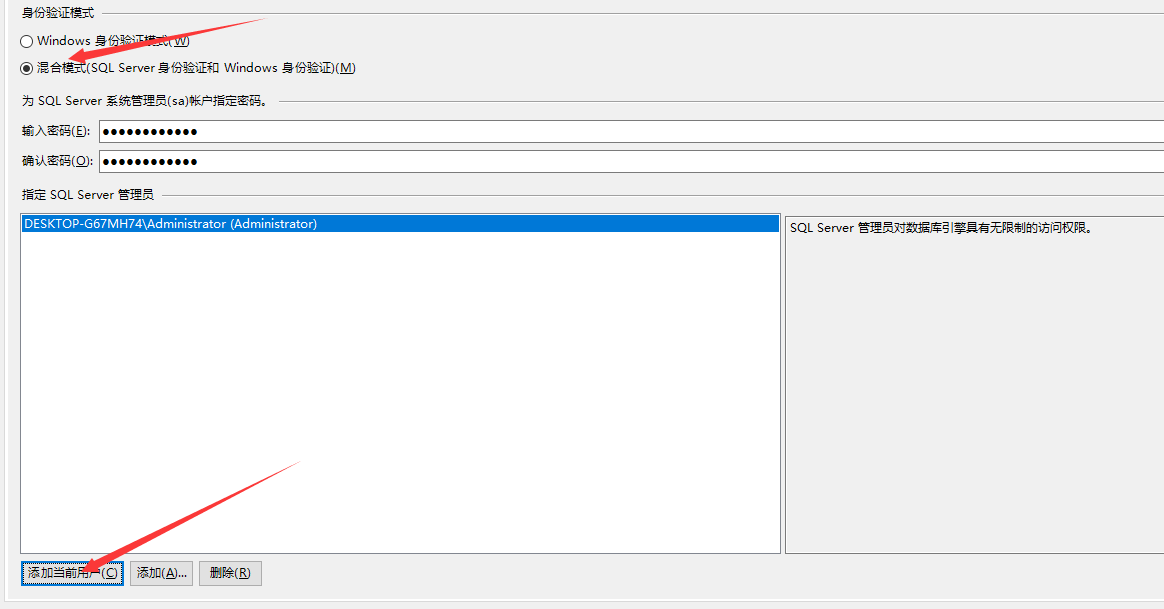 身份验证模式
Windows 身份验证模式(W)
混合模式(SQL Server 身份验证和 Windows 身份验证)(M)
为 SQL Server 系统管理员(sa)帐户指定密码。
输入密码(E): ●●●●●●●●●●●●
确认密码(O): ●●●●●●●●●●●●
指定 SQL Server 管理员
DESKTOP-G67MH74\Administrator (Administrator)
SQL Server 管理员对数据库引擎具有无限制的访问权限。
添加当前用户(C) 添加(A)... 删除(R)